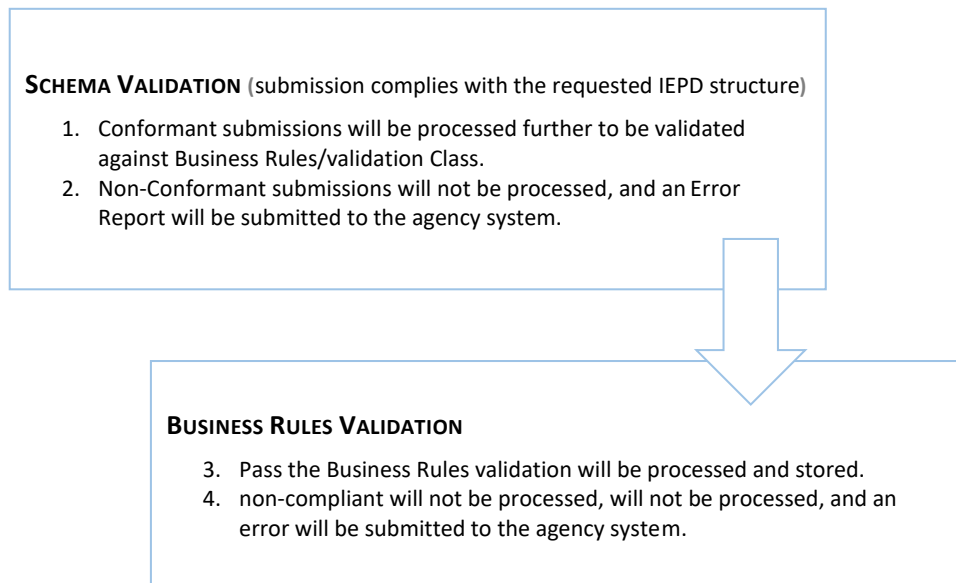 SCHEMA VALIDATION (submission complies with the requested IEPD structure)
1. Conformant submissions will be processed further to be validated
against Business Rules/validation Class.
2. Non-Conformant submissions will not be processed, and an Error
Report will be submitted to the agency system.
BUSINESS RULES VALIDATION
3. Pass the Business Rules validation will be processed and stored.
4. non-compliant will not be processed, will not be processed, and an
error will be submitted to the agency system.